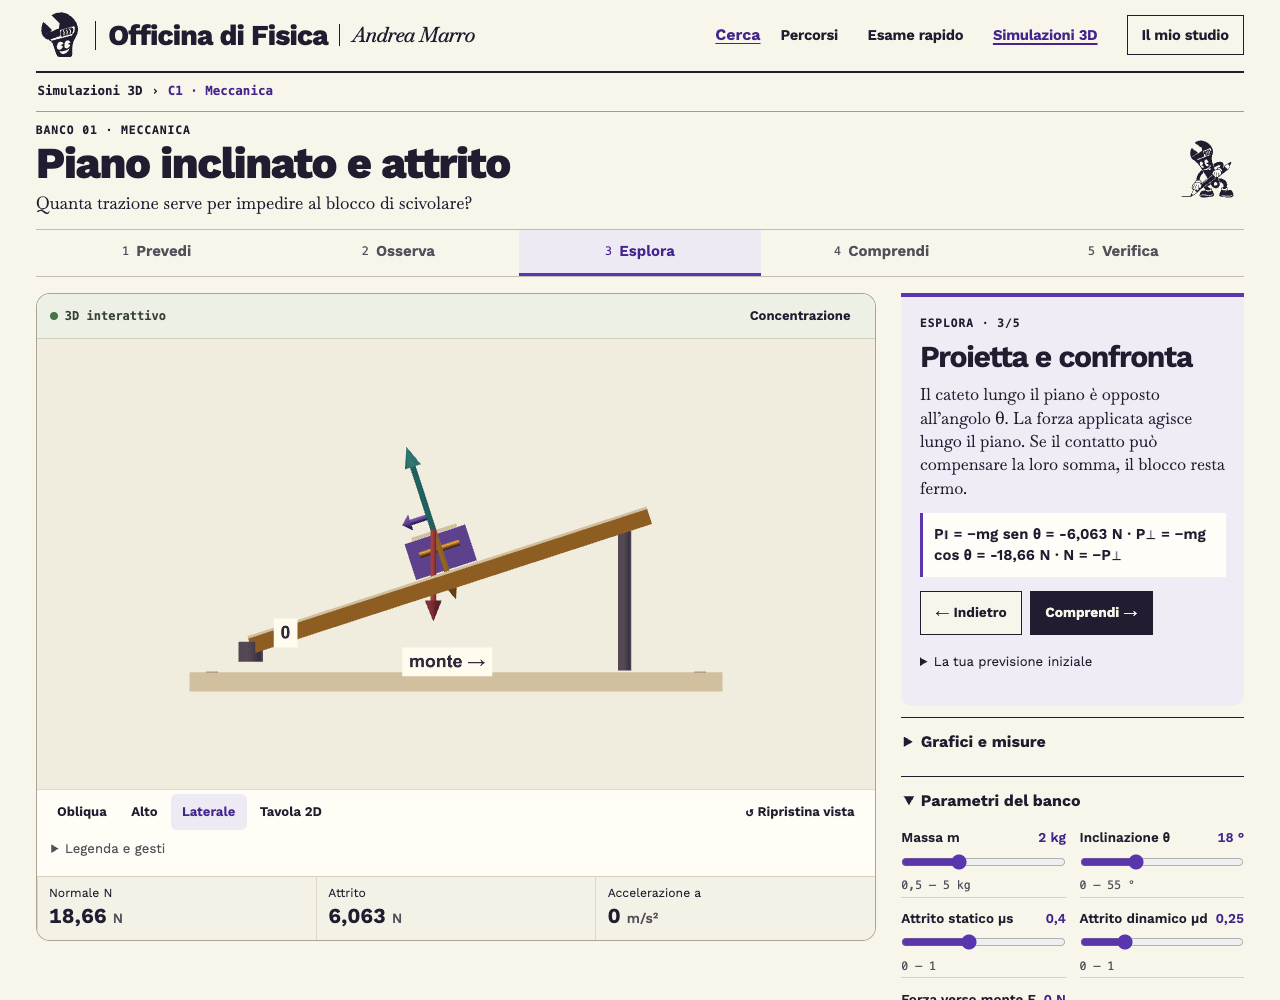 Officina di Fisica
Andrea Marro
Cerca
Percorsi
Esame rapido
Simulazioni 3D
Il mio studio
Simulazioni 3D › C1 · Meccanica
BANCO 01 · MECCANICA
Piano inclinato e attrito
Quanta trazione serve per impedire al blocco di scivolare?
1 Prevedi
2 Osserva
3 Esplora
4 Comprendi
5 Verifica
3D interattivo
Concentrazione
0
monte →
Obliqua
Alto
Laterale
Tavola 2D
↺ Ripristina vista
▶ Legenda e gesti
Normale N
18,66 N
Attrito
6,063 N
Accelerazione a
0 m/s²
ESPLORA · 3/5
Proietta e confronta
Il cateto lungo il piano è opposto
all’angolo θ. La forza applicata agisce
lungo il piano. Se il contatto può
compensare la loro somma, il blocco resta
fermo.
P∥ = −mg sen θ = -6,063 N · P⊥ = −mg
cos θ = -18,66 N · N = −P⊥
← Indietro
Comprendi →
▶ La tua previsione iniziale
▶ Grafici e misure
▼ Parametri del banco
Massa m 2 kg
0,5 — 5 kg
Inclinazione θ 18 °
0 — 55 °
Attrito statico μs 0,4
0 — 1
Attrito dinamico μd 0,25
0 — 1
Forza verso monte F 0 N